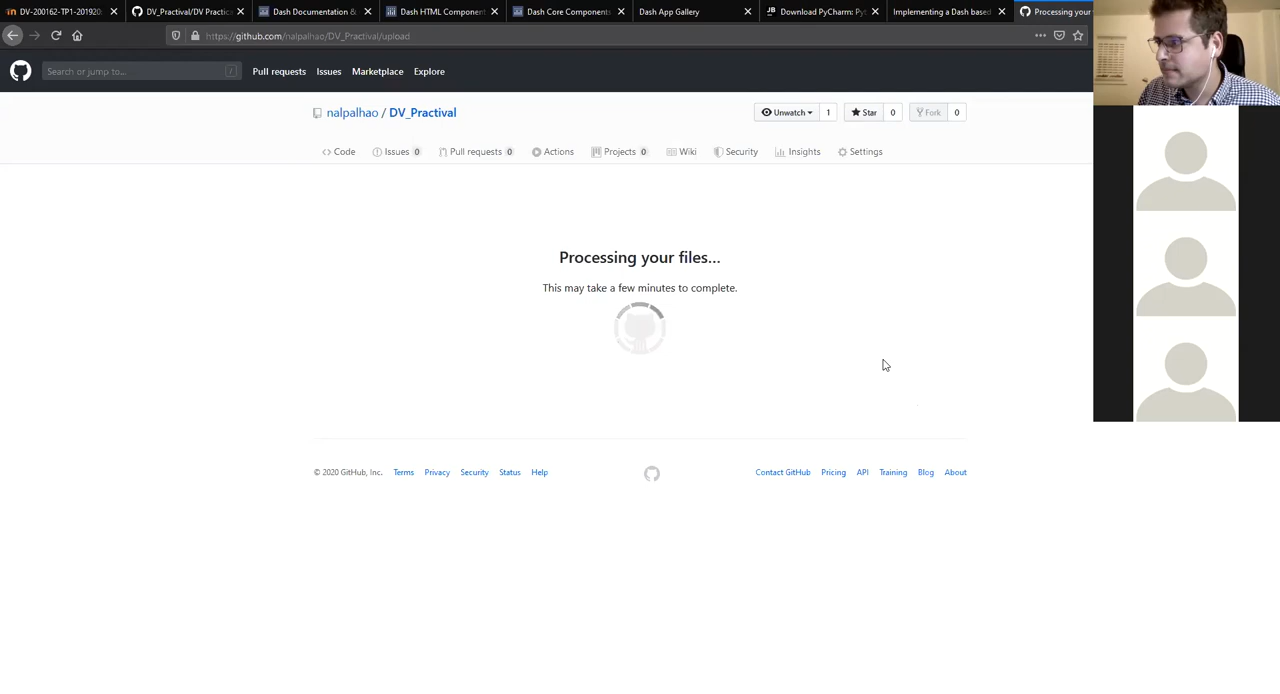 DV-200162-TP1-201920
DV_Practival/DV Practic
Dash Documentation &
Dash HTML Component
Dash Core Components
Dash App Gallery
Download PyCharm: Pyt
Implementing a Dash based
Processing your
https://github.com/nalpalhao/DV_Practival/upload
Search or jump to...
/
Pull requests
Issues
Marketplace
Explore
nalpalhao / DV_Practival
Unwatch 1
Star 0
Fork 0
Code
Issues 0
Pull requests 0
Actions
Projects 0
Wiki
Security
Insights
Settings
Processing your files...
This may take a few minutes to complete.
© 2020 GitHub, Inc.
Terms
Privacy
Security
Status
Help
Contact GitHub
Pricing
API
Training
Blog
About